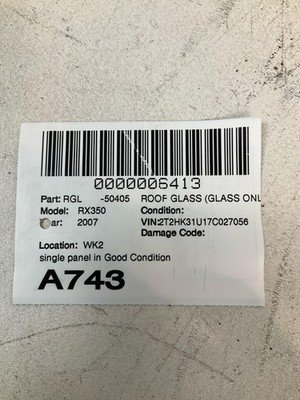 0000006413
Part: RGL -50405 ROOF GLASS (GLASS ONL
Model: RX350 Condition:
ar: 2007 VIN:2T2HK31U17C027056
Damage Code:
Location: WK2
single panel in Good Condition
A743